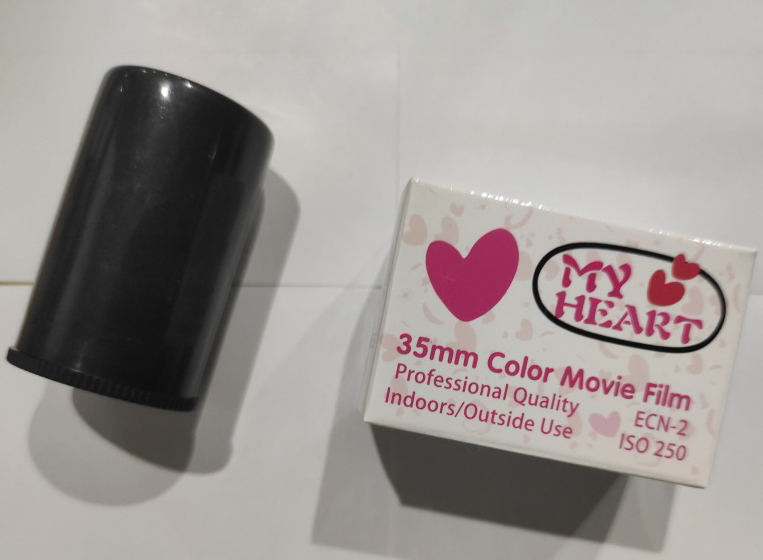 MY
HEART
35mm Color Movie Film
Professional Quality
Indoors/Outside Use
ECN-2
ISO 250